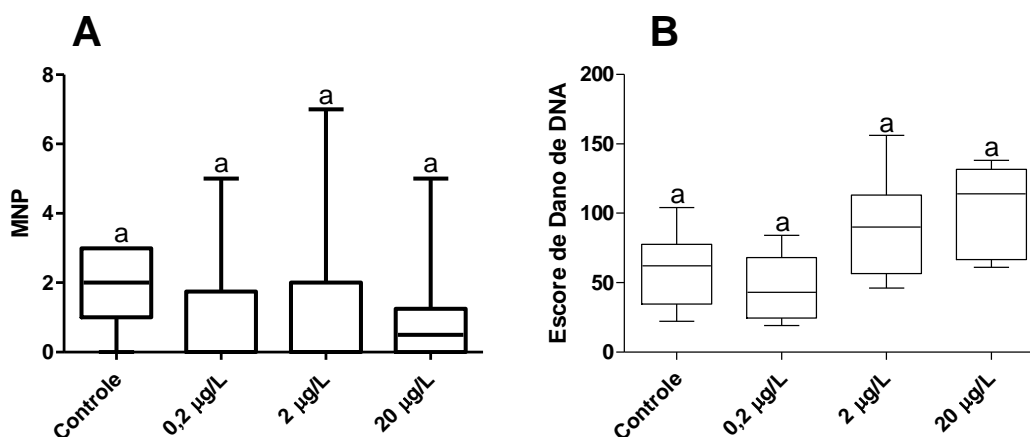 A
MNP
8
6
4
2
0
a
a
a
a
Controle
0,2 µg/L
2 µg/L
20 µg/L
B
Escore de Dano de DNA
200
150
100
50
0
a
a
a
a
Controle
0,2 µg/L
2 µg/L
20 µg/L